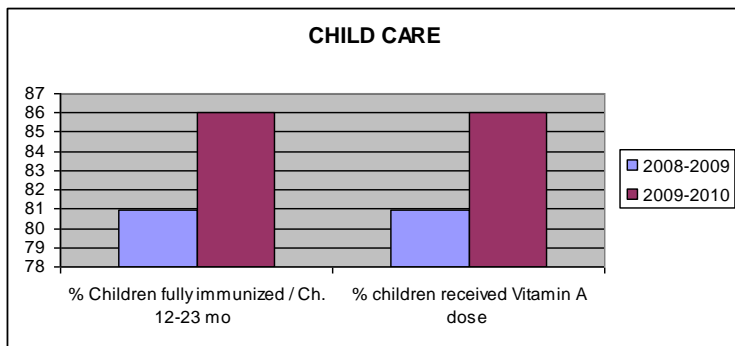 CHILD CARE
87
86
85
84
83
82
81
80
79
78
% Children fully immunized / Ch.
12-23 mo
% children received Vitamin A
dose
2008-2009
2009-2010